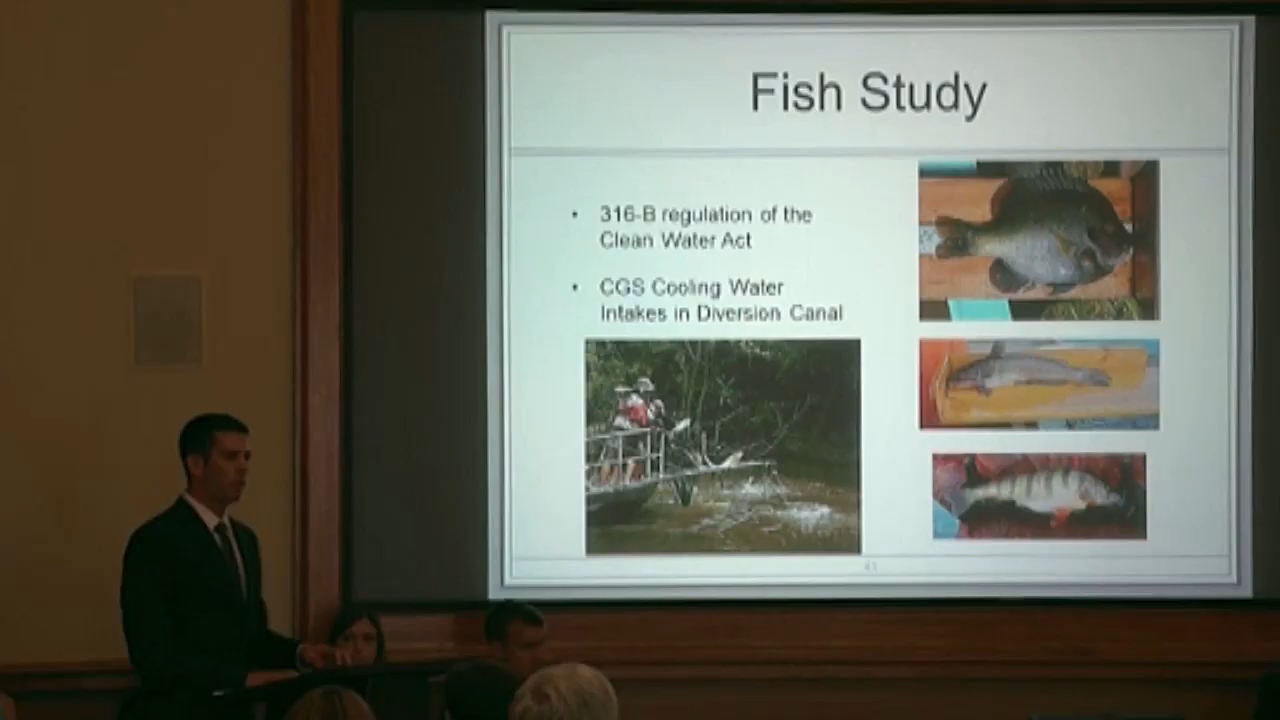 Fish Study
• 316-B regulation of the
Clean Water Act
• CGS Cooling Water
Intakes in Diversion Canal